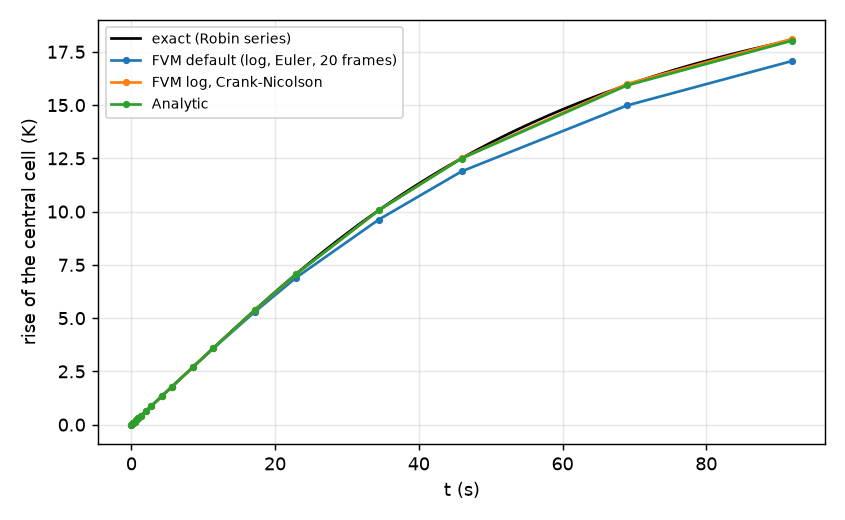 exact (Robin series)
FVM default (log, Euler, 20 frames)
FVM log, Crank-Nicolson
Analytic
rise of the central cell (K)
17.5
15.0
12.5
10.0
7.5
5.0
2.5
0.0
0 20 40 60 80
t (s)